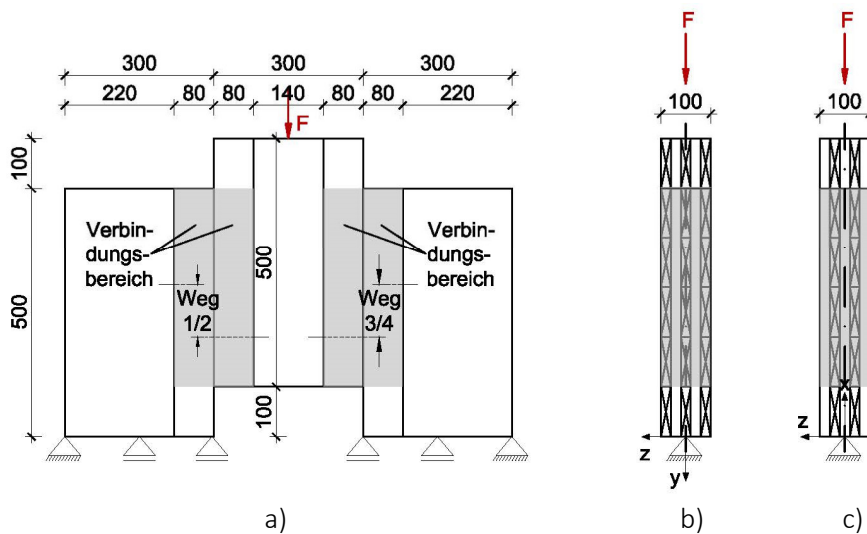 300
300
300
220
80
80
140
80
80
220
F
100
500
500
100
Verbin-
dungs-
bereich
Verbin-
dungs-
bereich
Weg
1/2
Weg
3/4
a)
F
100
z
y
b)
F
100
x
z
c)